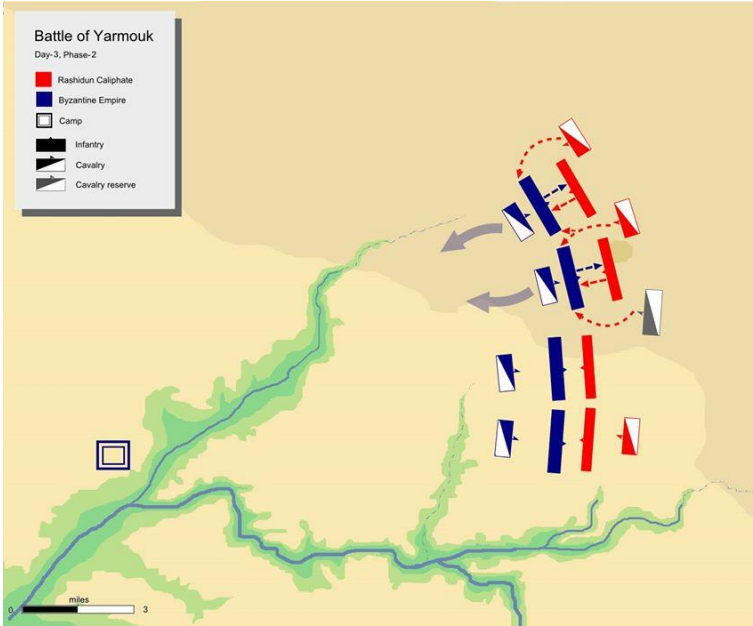 Battle of Yarmouk
Day-3, Phase-2
Rashidun Caliphate
Byzantine Empire
Camp
Infantry
Cavalry
Cavalry reserve
miles
0 3